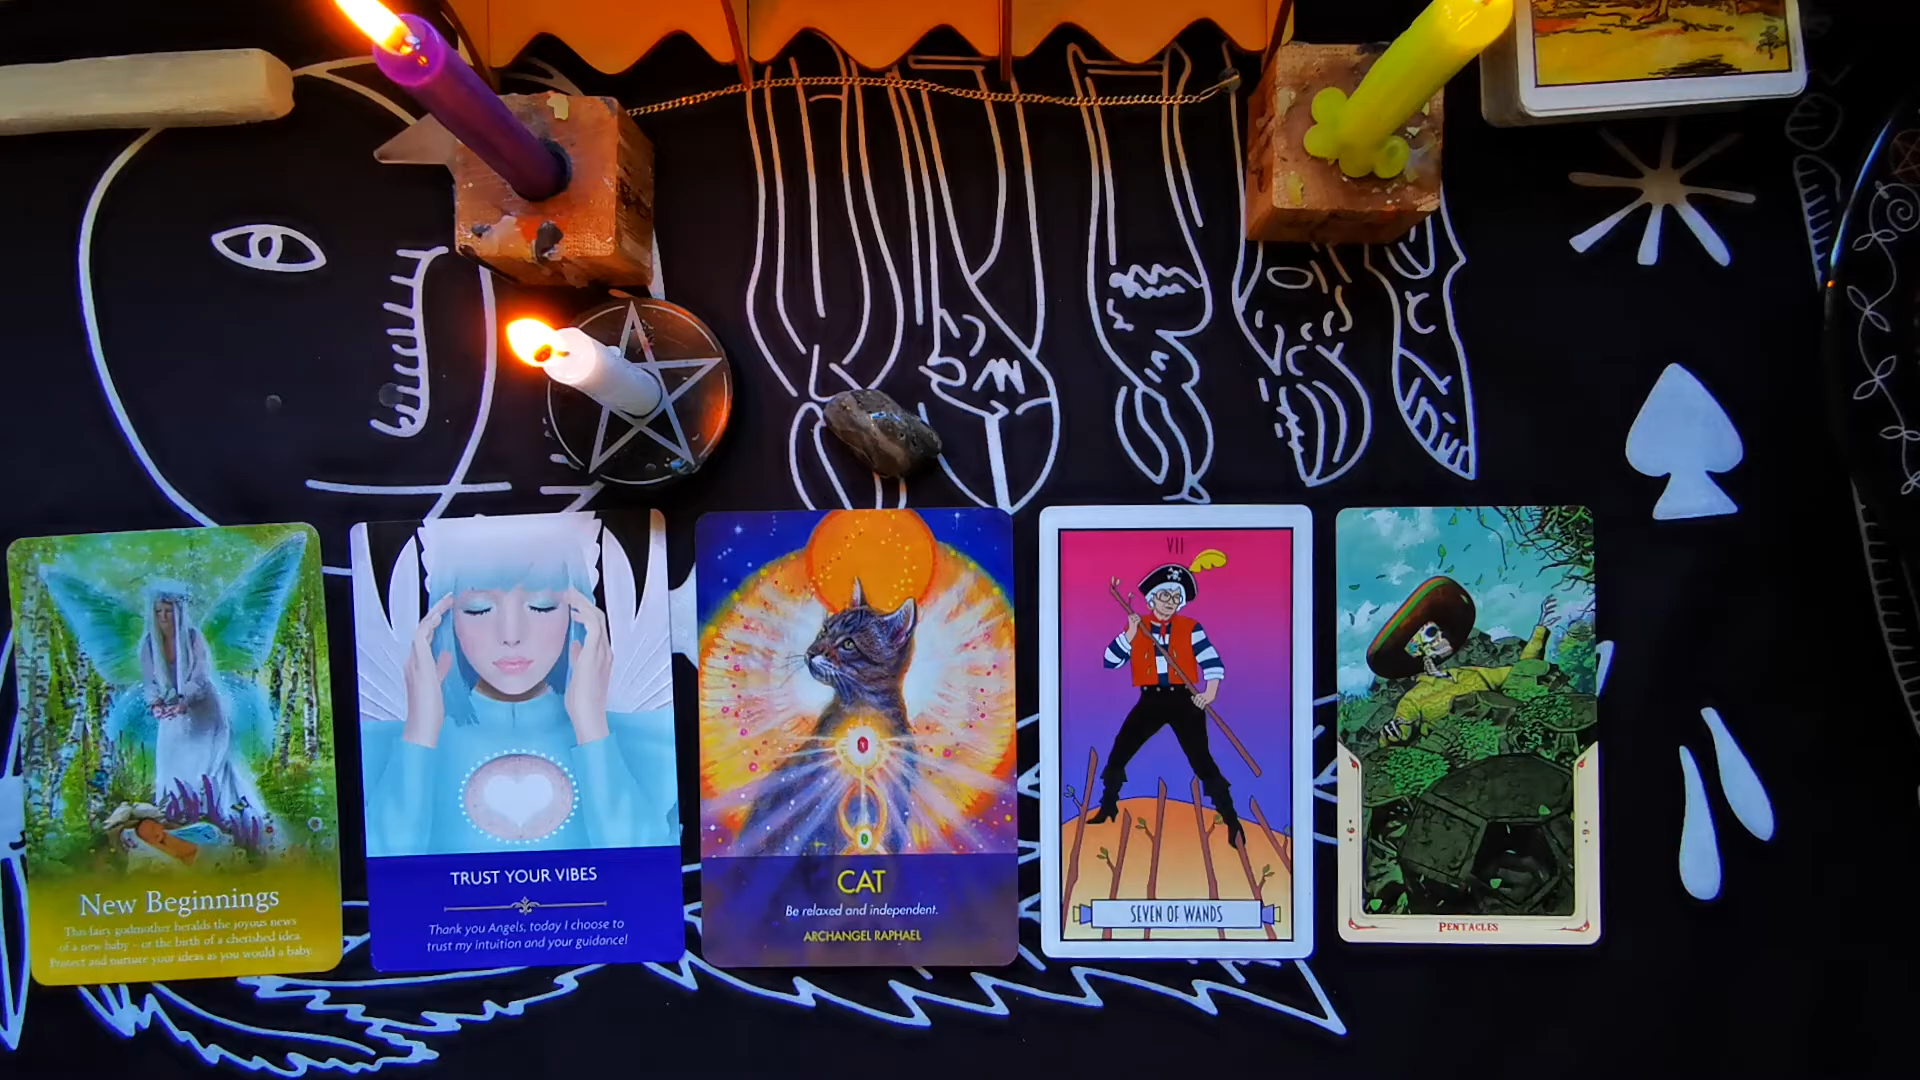 New Beginnings
This fairy godmother heralds the joyous news
of a new baby – or the birth of a cherished idea.
Protect and nurture your ideas as you would a baby.
TRUST YOUR VIBES
Thank you Angels, today I choose to
trust my intuition and your guidance!
CAT
Be relaxed and independent.
ARCHANGEL RAPHAEL
VII
SEVEN OF WANDS
PENTACLES